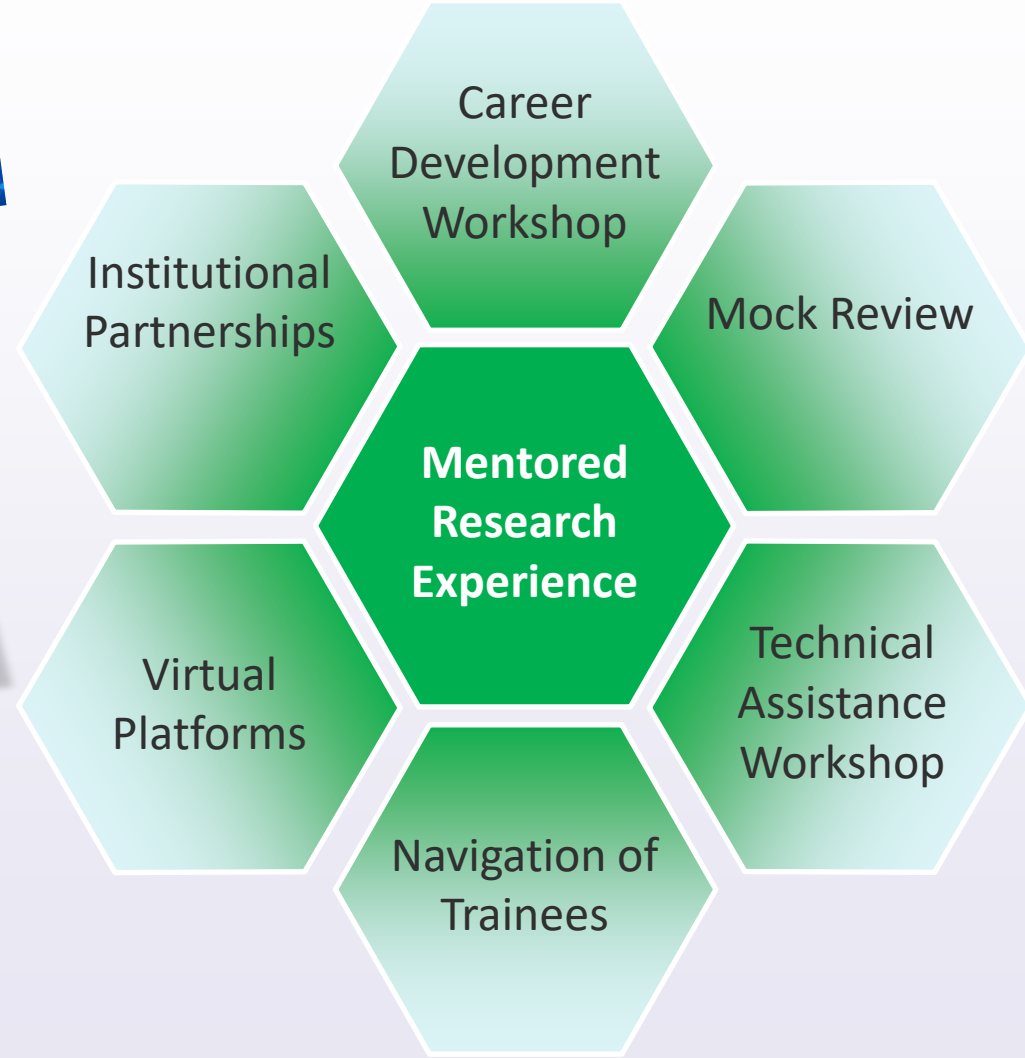 Career
Development
Workshop
Institutional
Partnerships
Mock Review
Mentored
Research
Experience
Virtual
Platforms
Technical
Assistance
Workshop
Navigation of
Trainees